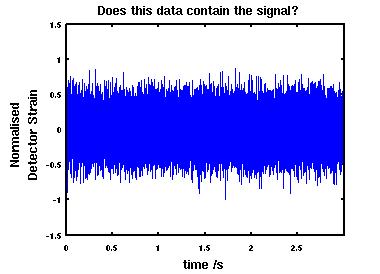 Does this data contain the signal?
1.5
1
0.5
0
-0.5
-1
-1.5
Normalised
Detector Strain
0 0.5 1 1.5 2 2.5
time /s